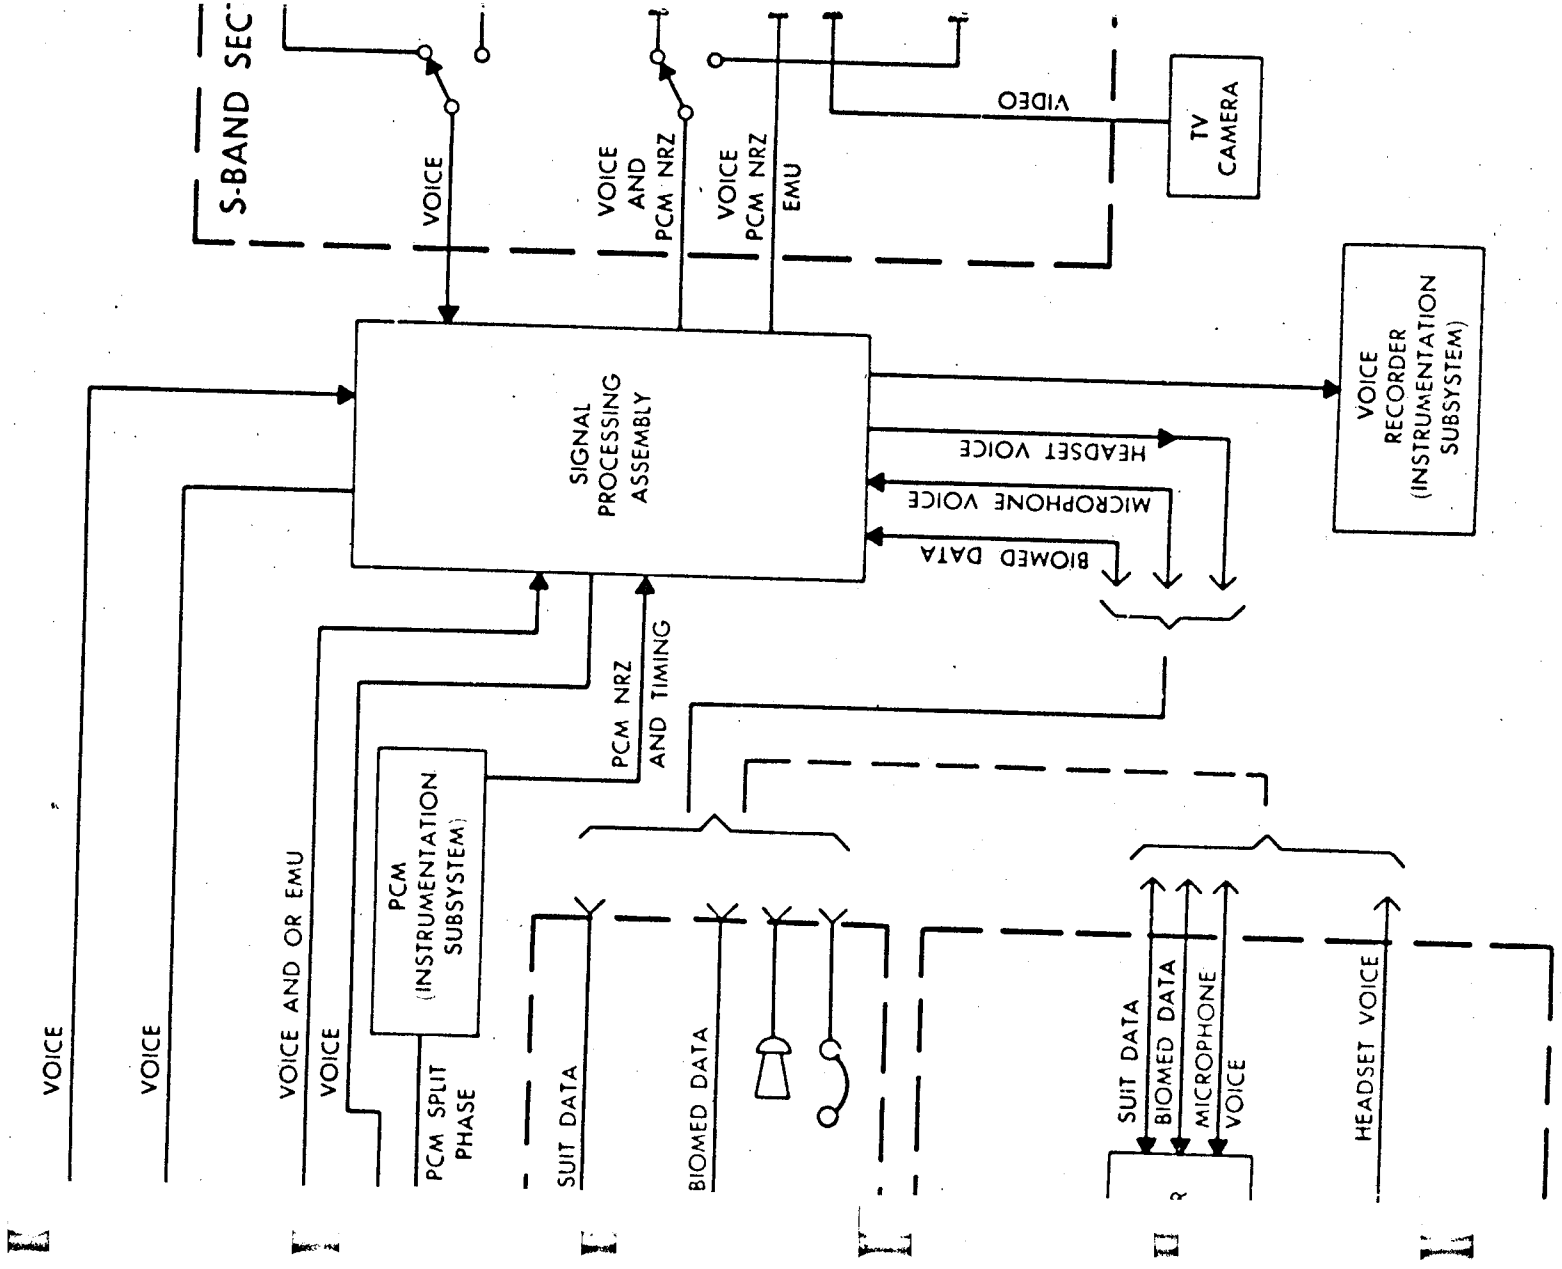 S-BAND SECT
VOICE
VOICE
AND
PCM NRZ
VOICE
PCM NRZ
EMU
VIDEO
TV
CAMERA
SIGNAL
PROCESSING
ASSEMBLY
VOICE
RECORDER
(INSTRUMENTATION
SUBSYSTEM)
HEADSET VOICE
MICROPHONE VOICE
BIOMED DATA
PCM NRZ
AND TIMING
VOICE
VOICE
VOICE AND OR EMU
VOICE
PCM
(INSTRUMENTATION
SUBSYSTEM)
PCM SPLIT
PHASE
SUIT DATA
BIOMED DATA
SUIT DATA
BIOMED DATA
MICROPHONE
VOICE
HEADSET VOICE
R